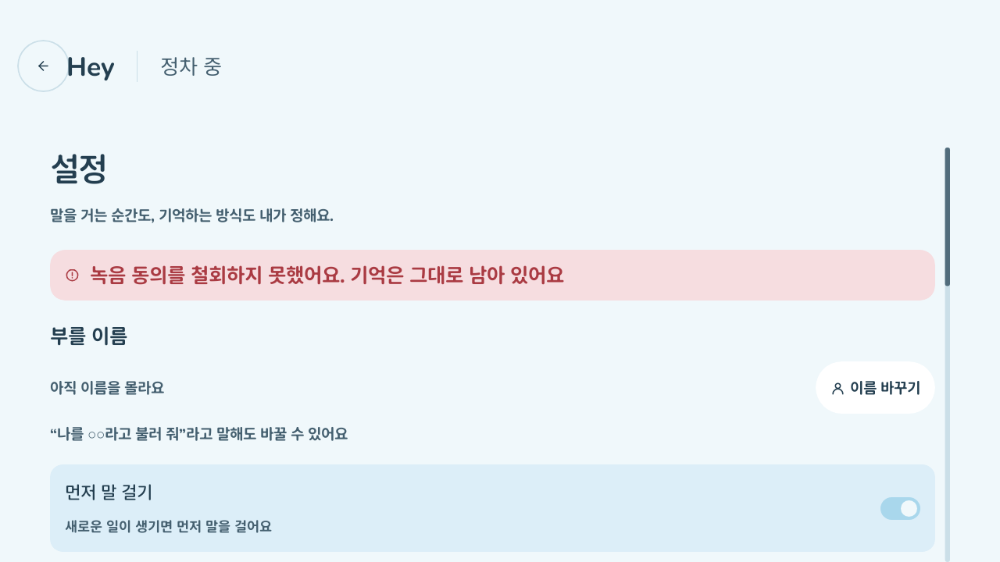 Hey
정차 중
설정
말을 거는 순간도, 기억하는 방식도 내가 정해요.
녹음 동의를 철회하지 못했어요. 기억은 그대로 남아 있어요
부를 이름
아직 이름을 몰라요
이름 바꾸기
“나를 ○○라고 불러 줘”라고 말해도 바꿀 수 있어요
먼저 말 걸기
새로운 일이 생기면 먼저 말을 걸어요